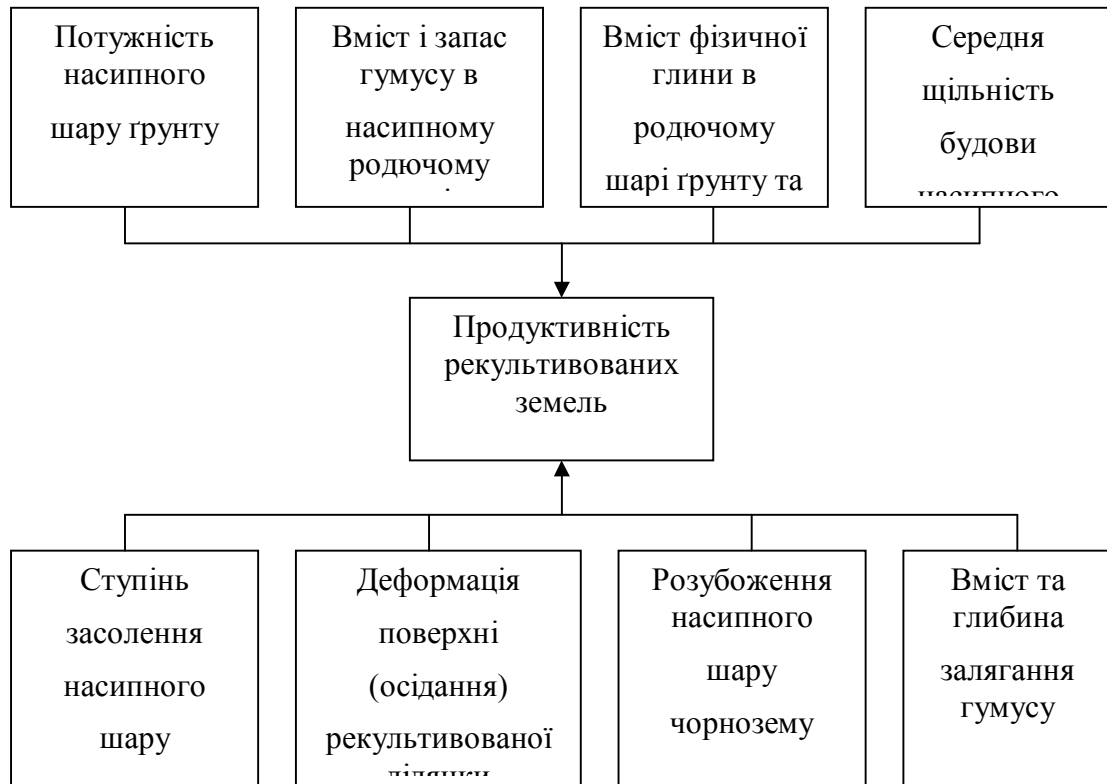 Потужність
насипного
шару ґрунту
Вміст і запас
гумусу в
насипному
родючому
Вміст фізичної
глини в
родючому
шарі ґрунту та
Середня
щільність
будови
насипного
Продуктивність
рекультивованих
земель
Ступінь
засолення
насипного
шару
Деформація
поверхні
(осідання)
рекультивованої
ділянки
Розубоження
насипного
шару
чорнозему
Вміст та
глибина
залягання
гумусу